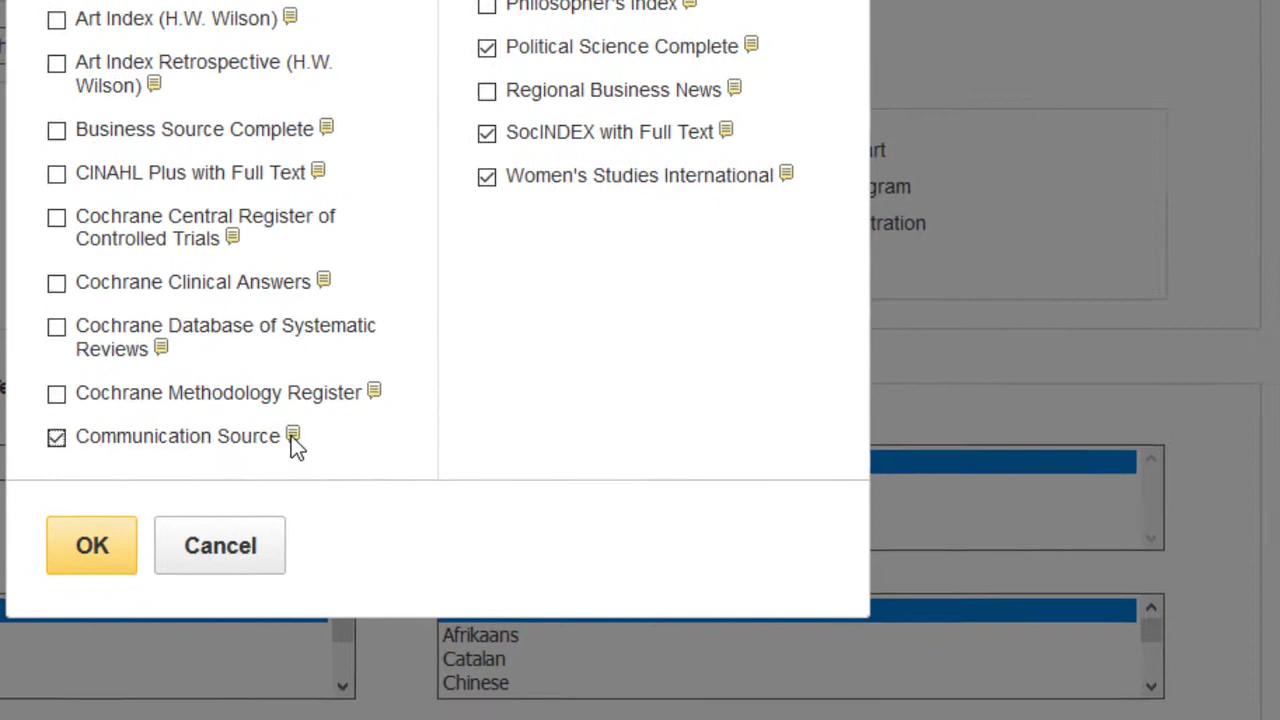 Art Index (H.W. Wilson)
Art Index Retrospective (H.W.
Wilson)
Business Source Complete
CINAHL Plus with Full Text
Cochrane Central Register of
Controlled Trials
Cochrane Clinical Answers
Cochrane Database of Systematic
Reviews
Cochrane Methodology Register
Communication Source
Philosopher's Index
Political Science Complete
Regional Business News
SocINDEX with Full Text
Women's Studies International
OK
Cancel
Afrikaans
Catalan
Chinese